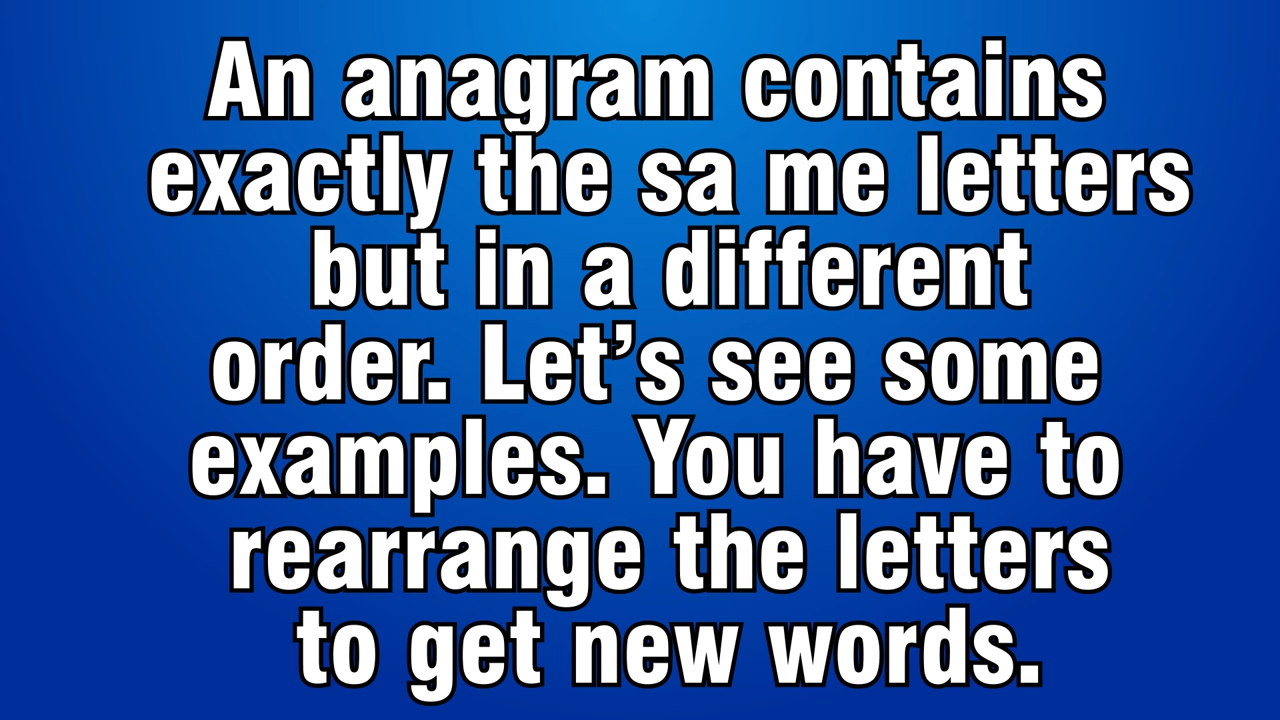 An anagram contains
exactly the sa me letters
but in a different
order. Let’s see some
examples. You have to
rearrange the letters
to get new words.